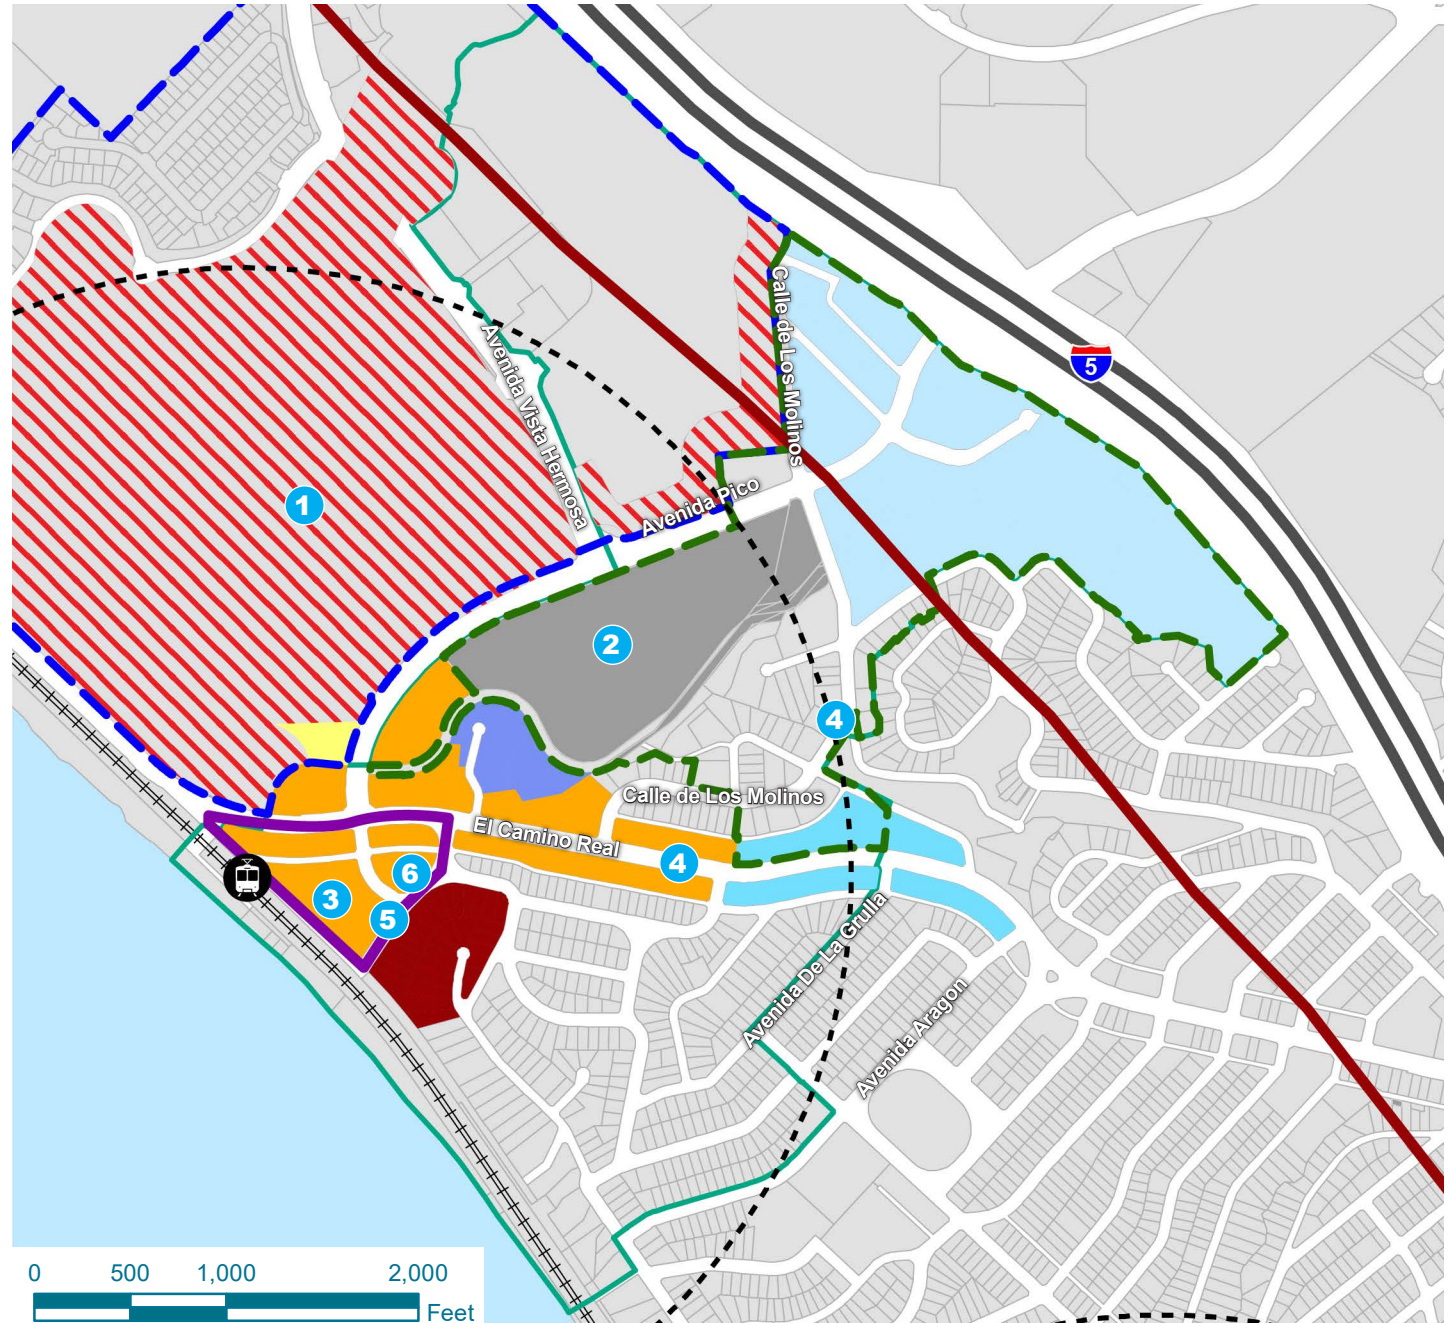 5
Calle de Los Molinos
Avenida Vista Hermosa
1
Avenida Pico
2
4
Calle de Los Molinos
El Camino Real
4
6
3
5
Avenida De La Grulla
Avenida Aragon
0 500 1,000 2,000
Feet